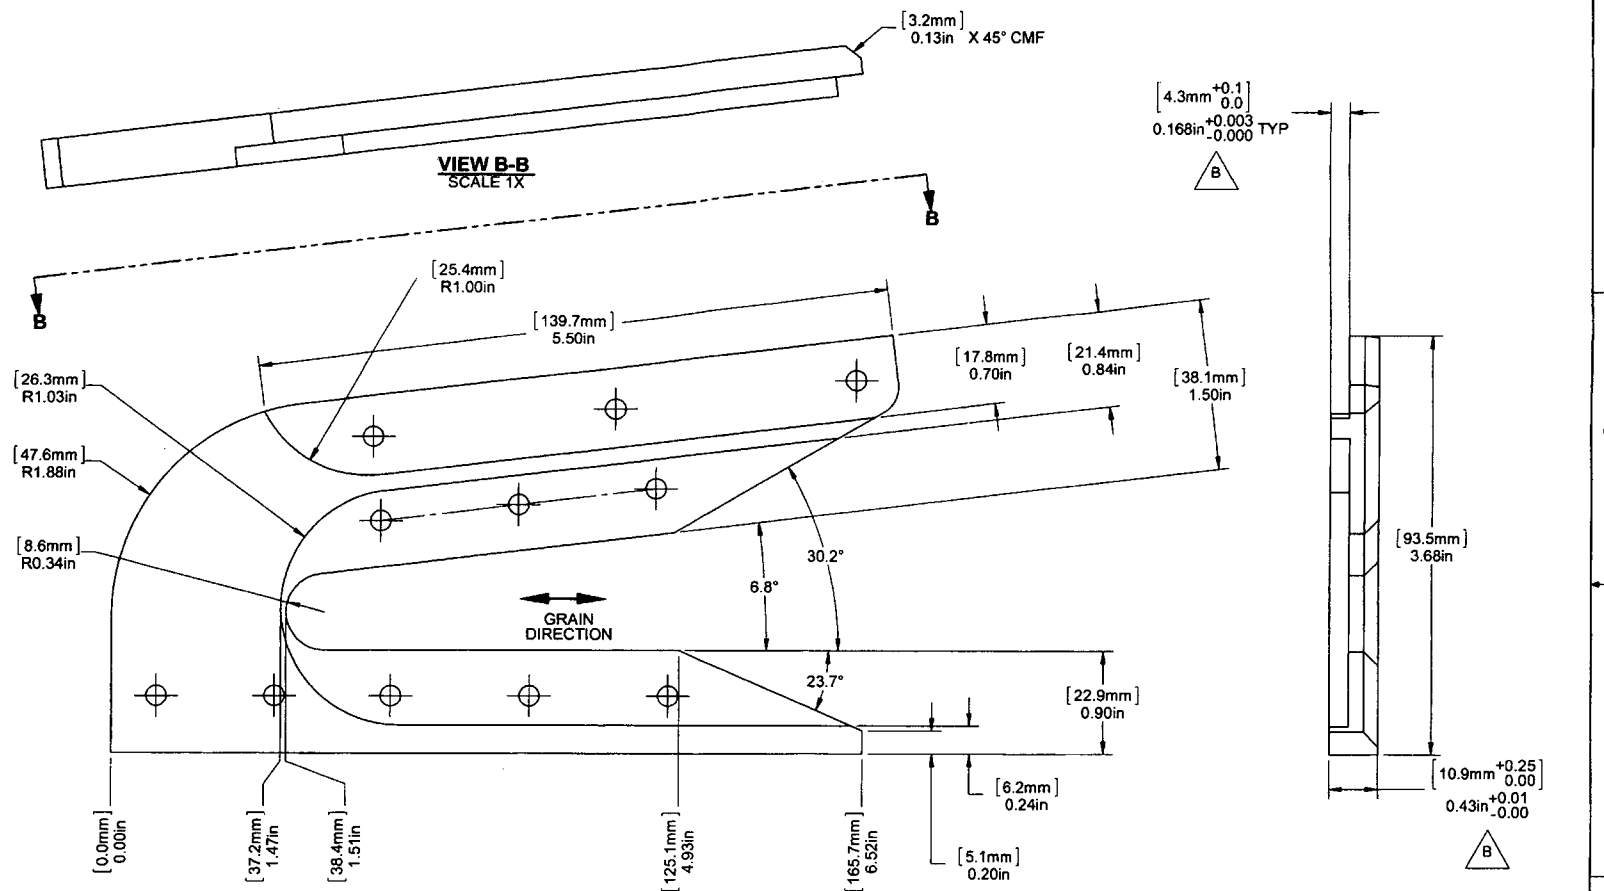 [3.2mm]
0.13in X 45° CMF
[4.3mm +0.1 0.0]
0.168in +0.003 -0.000 TYP
B
VIEW B-B
SCALE 1X
B
B
[25.4mm]
R1.00in
[139.7mm]
5.50in
[17.8mm]
0.70in
[21.4mm]
0.84in
[38.1mm]
1.50in
[26.3mm]
R1.03in
[47.6mm]
R1.88in
[8.6mm]
R0.34in
30.2°
6.8°
GRAIN
DIRECTION
23.7°
[22.9mm]
0.90in
[93.5mm]
3.68in
[6.2mm]
0.24in
[5.1mm]
0.20in
[10.9mm +0.25 0.00]
0.43in +0.01 -0.00
B
[0.0mm]
0.00in
[37.2mm]
1.47in
[38.4mm]
1.51in
[125.1mm]
4.93in
[165.7mm]
6.52in